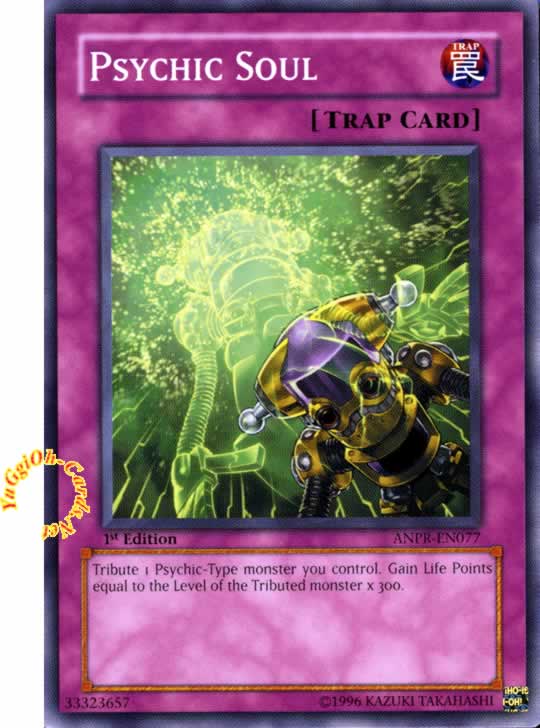 PSYCHIC SOUL
TRAP
罠
[TRAP CARD]
YuGgiOh-Cards.Net
1st Edition
ANPR-EN077
Tribute 1 Psychic-Type monster you control. Gain Life Points
equal to the Level of the Tributed monster x 300.
33323657
©1996 KAZUKI TAKAHASHI